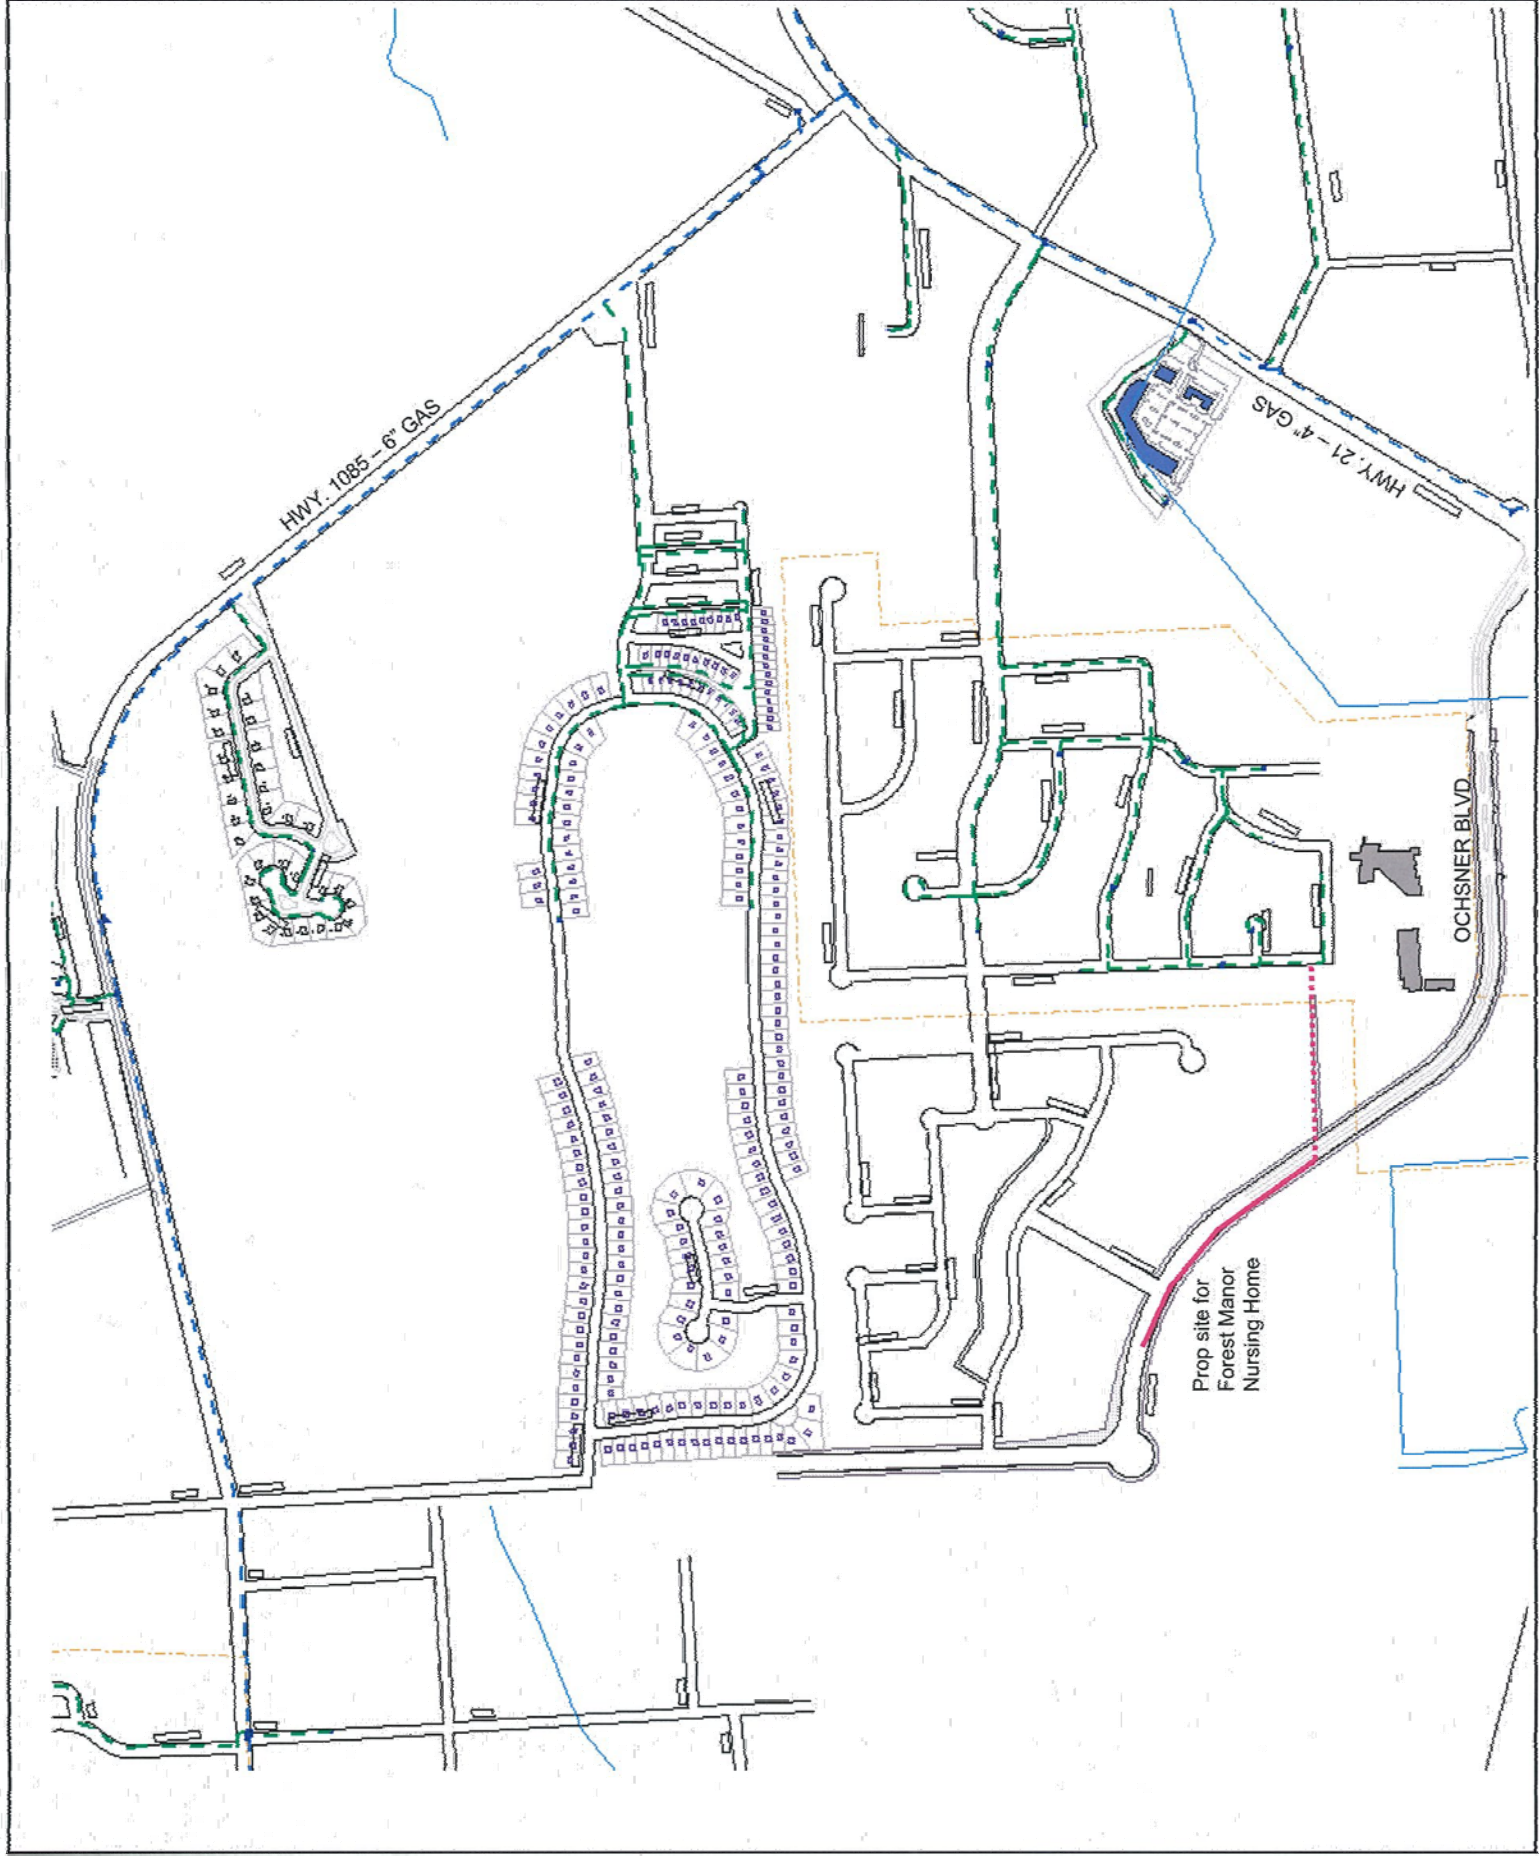 HWY. 1085 – 6" GAS
HWY. 21 – 4" GAS
OCHSNER BLVD.
Prop site for
Forest Manor
Nursing Home